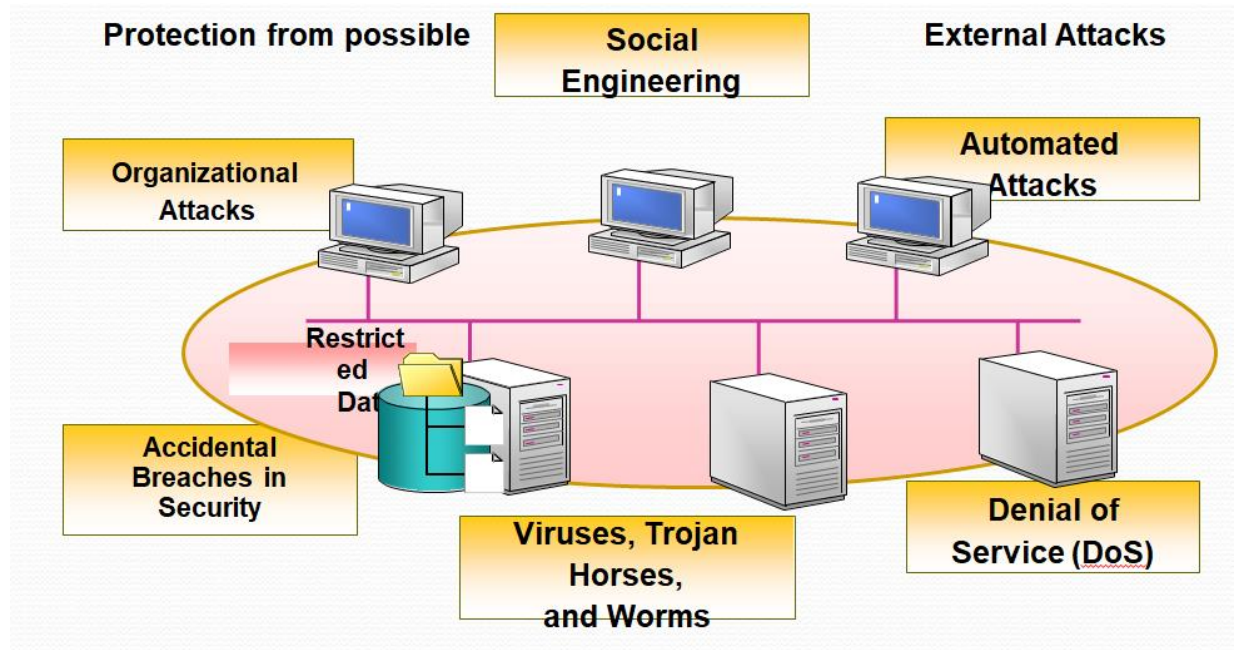 Protection from possible
Social
Engineering
External Attacks
Organizational
Attacks
Automated
Attacks
Restrict
ed
Dat
Accidental
Breaches in
Security
Viruses, Trojan
Horses,
and Worms
Denial of
Service (DoS)